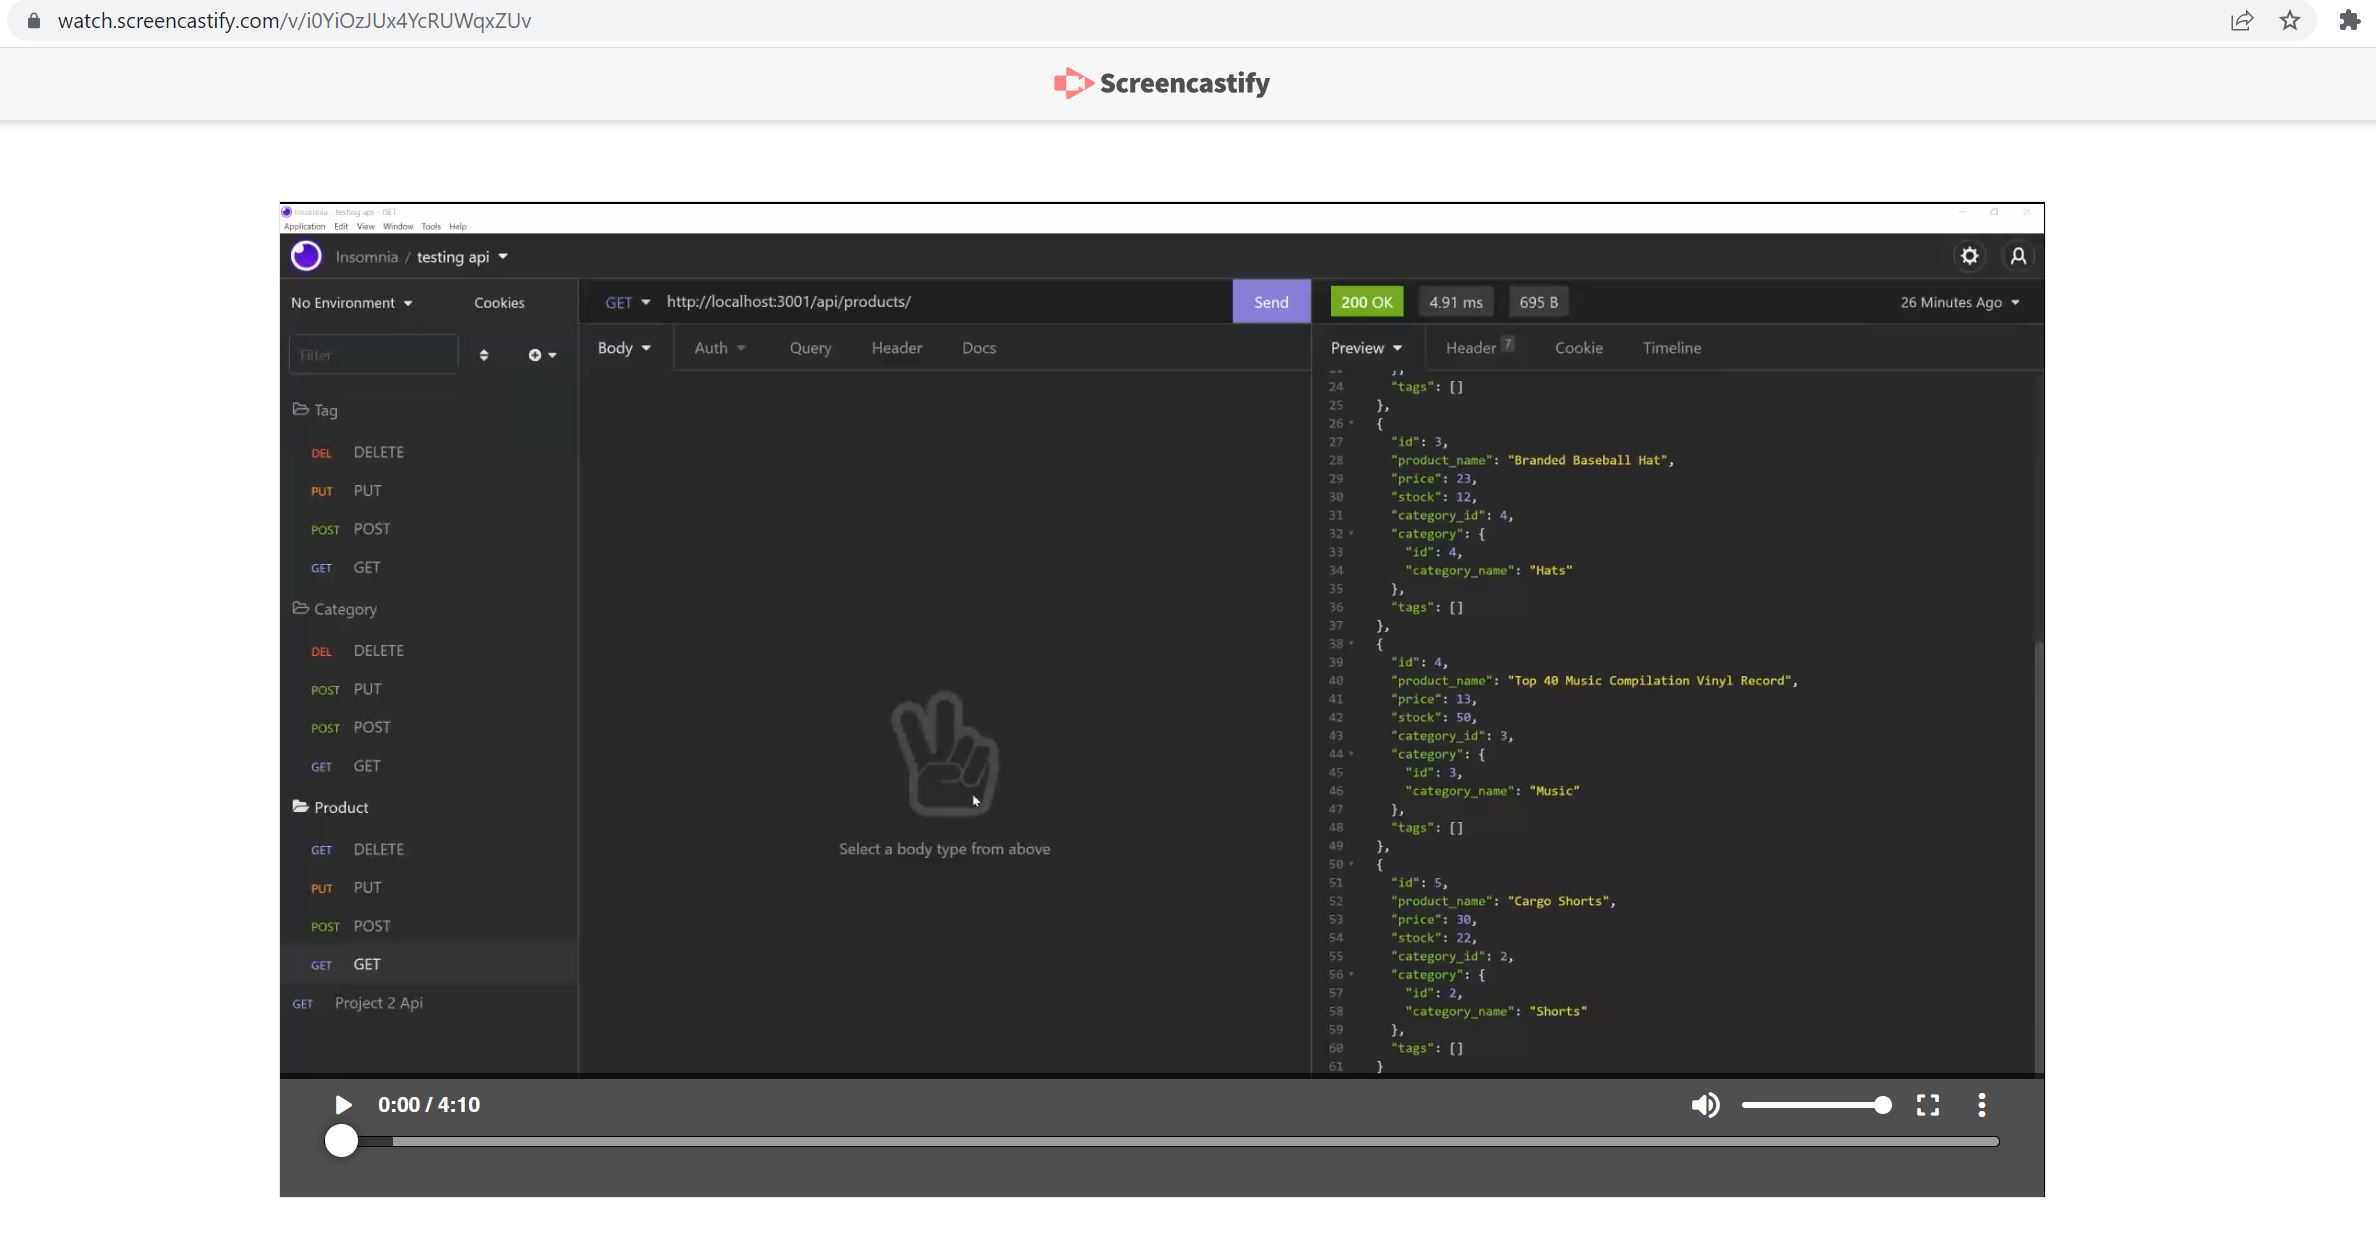 watch.screencastify.com/v/i0YiOzJUx4YcRUWqxZUv
Screencastify
Insomnia - testing api - GET
Application Edit View Window Tools Help
Insomnia / testing api
No Environment Cookies
GET http://localhost:3001/api/products/ Send
200 OK 4.91 ms 695 B 26 Minutes Ago
Filter
Body Auth Query Header Docs
Preview Header 7 Cookie Timeline
Tag
DEL DELETE
PUT PUT
POST POST
GET GET
Category
DEL DELETE
POST PUT
POST POST
GET GET
Product
GET DELETE
PUT PUT
POST POST
GET GET
GET Project 2 Api
Select a body type from above
},
24 "tags": []
25 },
26 {
27 "id": 3,
28 "product_name": "Branded Baseball Hat",
29 "price": 23,
30 "stock": 12,
31 "category_id": 4,
32 "category": {
33 "id": 4,
34 "category_name": "Hats"
35 },
36 "tags": []
37 },
38 {
39 "id": 4,
40 "product_name": "Top 40 Music Compilation Vinyl Record",
41 "price": 13,
42 "stock": 50,
43 "category_id": 3,
44 "category": {
45 "id": 3,
46 "category_name": "Music"
47 },
48 "tags": []
49 },
50 {
51 "id": 5,
52 "product_name": "Cargo Shorts",
53 "price": 30,
54 "stock": 22,
55 "category_id": 2,
56 "category": {
57 "id": 2,
58 "category_name": "Shorts"
59 },
60 "tags": []
61 }
0:00 / 4:10